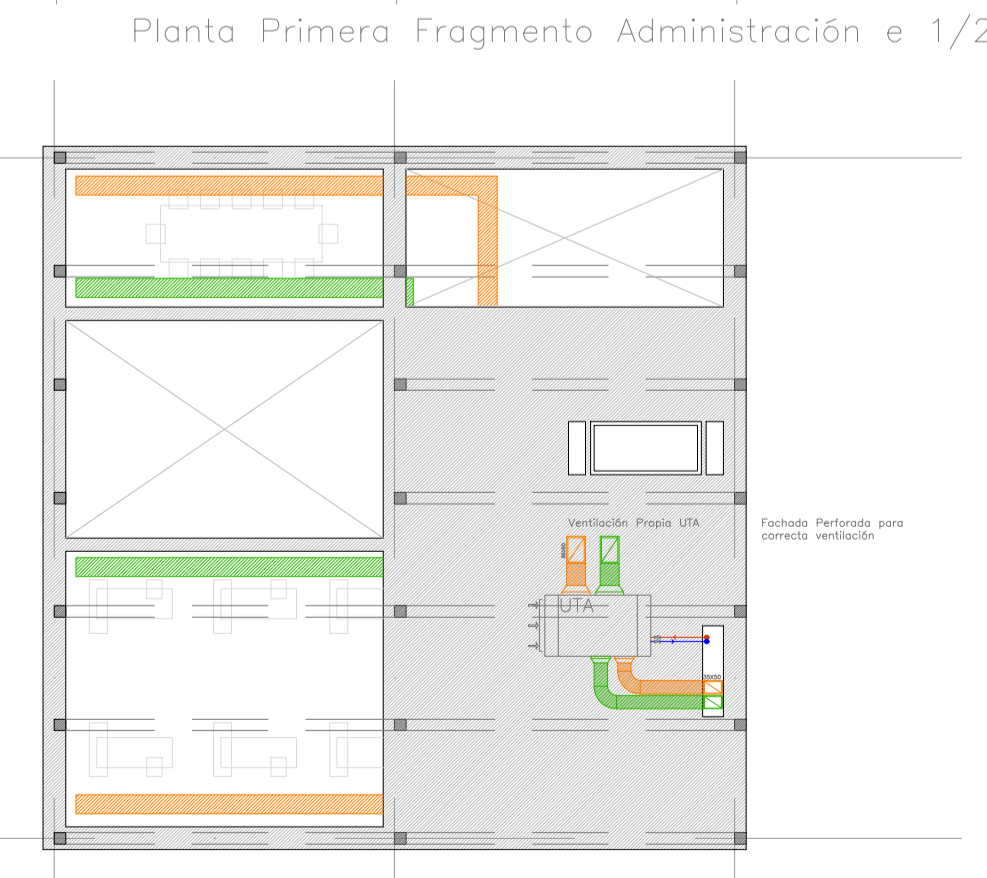 Planta Primera Fragmento Administración e 1/2
Ventilación Propia UTA
Fachada Perforada para
correcta ventilación
UTA
35X50